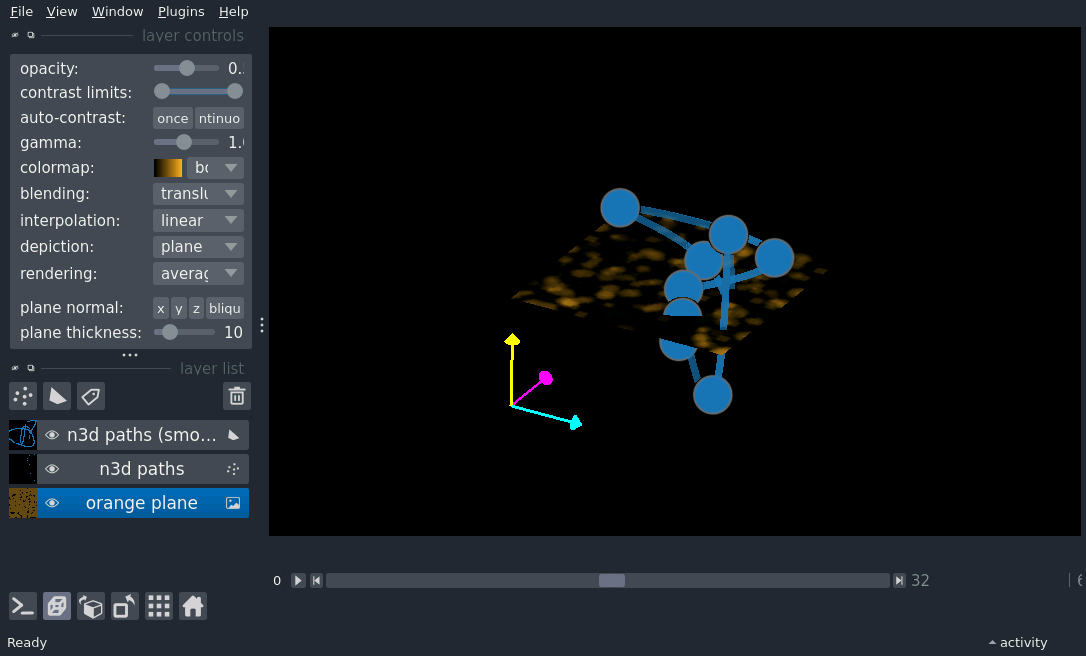 File View Window Plugins Help
layer controls
opacity: 0.
contrast limits:
auto-contrast: once ntinuo
gamma: 1.0
colormap: bo
blending: translu
interpolation: linear
depiction: plane
rendering: averag
plane normal: x y z bliqu
plane thickness: 10
layer list
n3d paths (smo...
n3d paths
orange plane
0 32
Ready activity